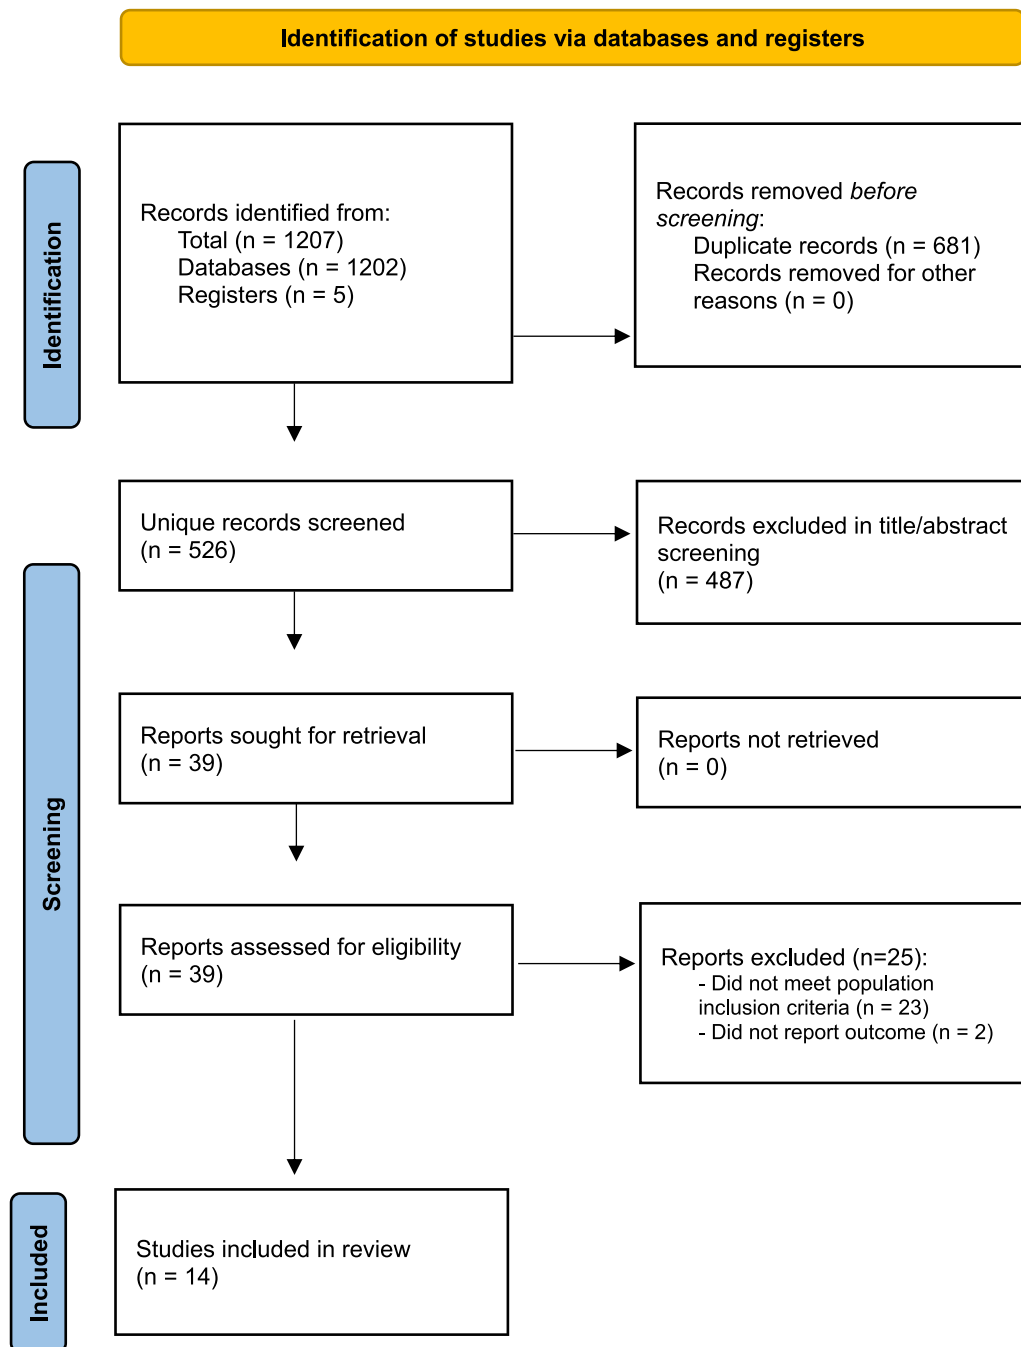 Identification of studies via databases and registers
Identification
Records identified from:
Total (n = 1207)
Databases (n = 1202)
Registers (n = 5)
Records removed before
screening:
Duplicate records (n = 681)
Records removed for other
reasons (n = 0)
Screening
Unique records screened
(n = 526)
Records excluded in title/abstract
screening
(n = 487)
Reports sought for retrieval
(n = 39)
Reports not retrieved
(n = 0)
Reports assessed for eligibility
(n = 39)
Reports excluded (n=25):
- Did not meet population
inclusion criteria (n = 23)
- Did not report outcome (n = 2)
Included
Studies included in review
(n = 14)